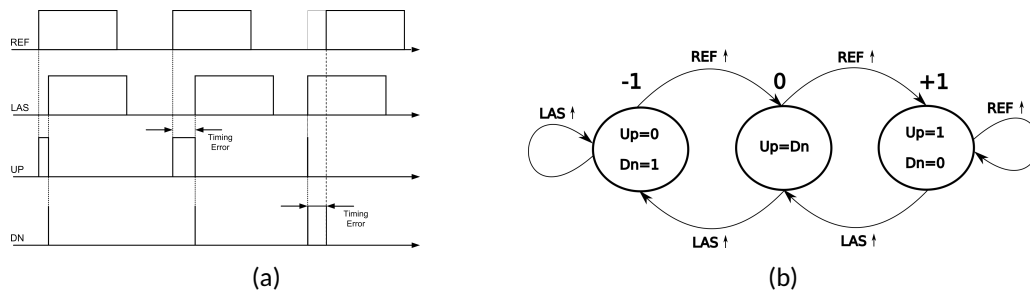 REF
LAS
Timing
Error
UP
Timing
Error
DN
(a)
REF ↑
REF ↑
-1
0
+1
LAS ↑
REF ↑
Up=0
Dn=1
Up=Dn
Up=1
Dn=0
LAS ↑
LAS ↑
(b)